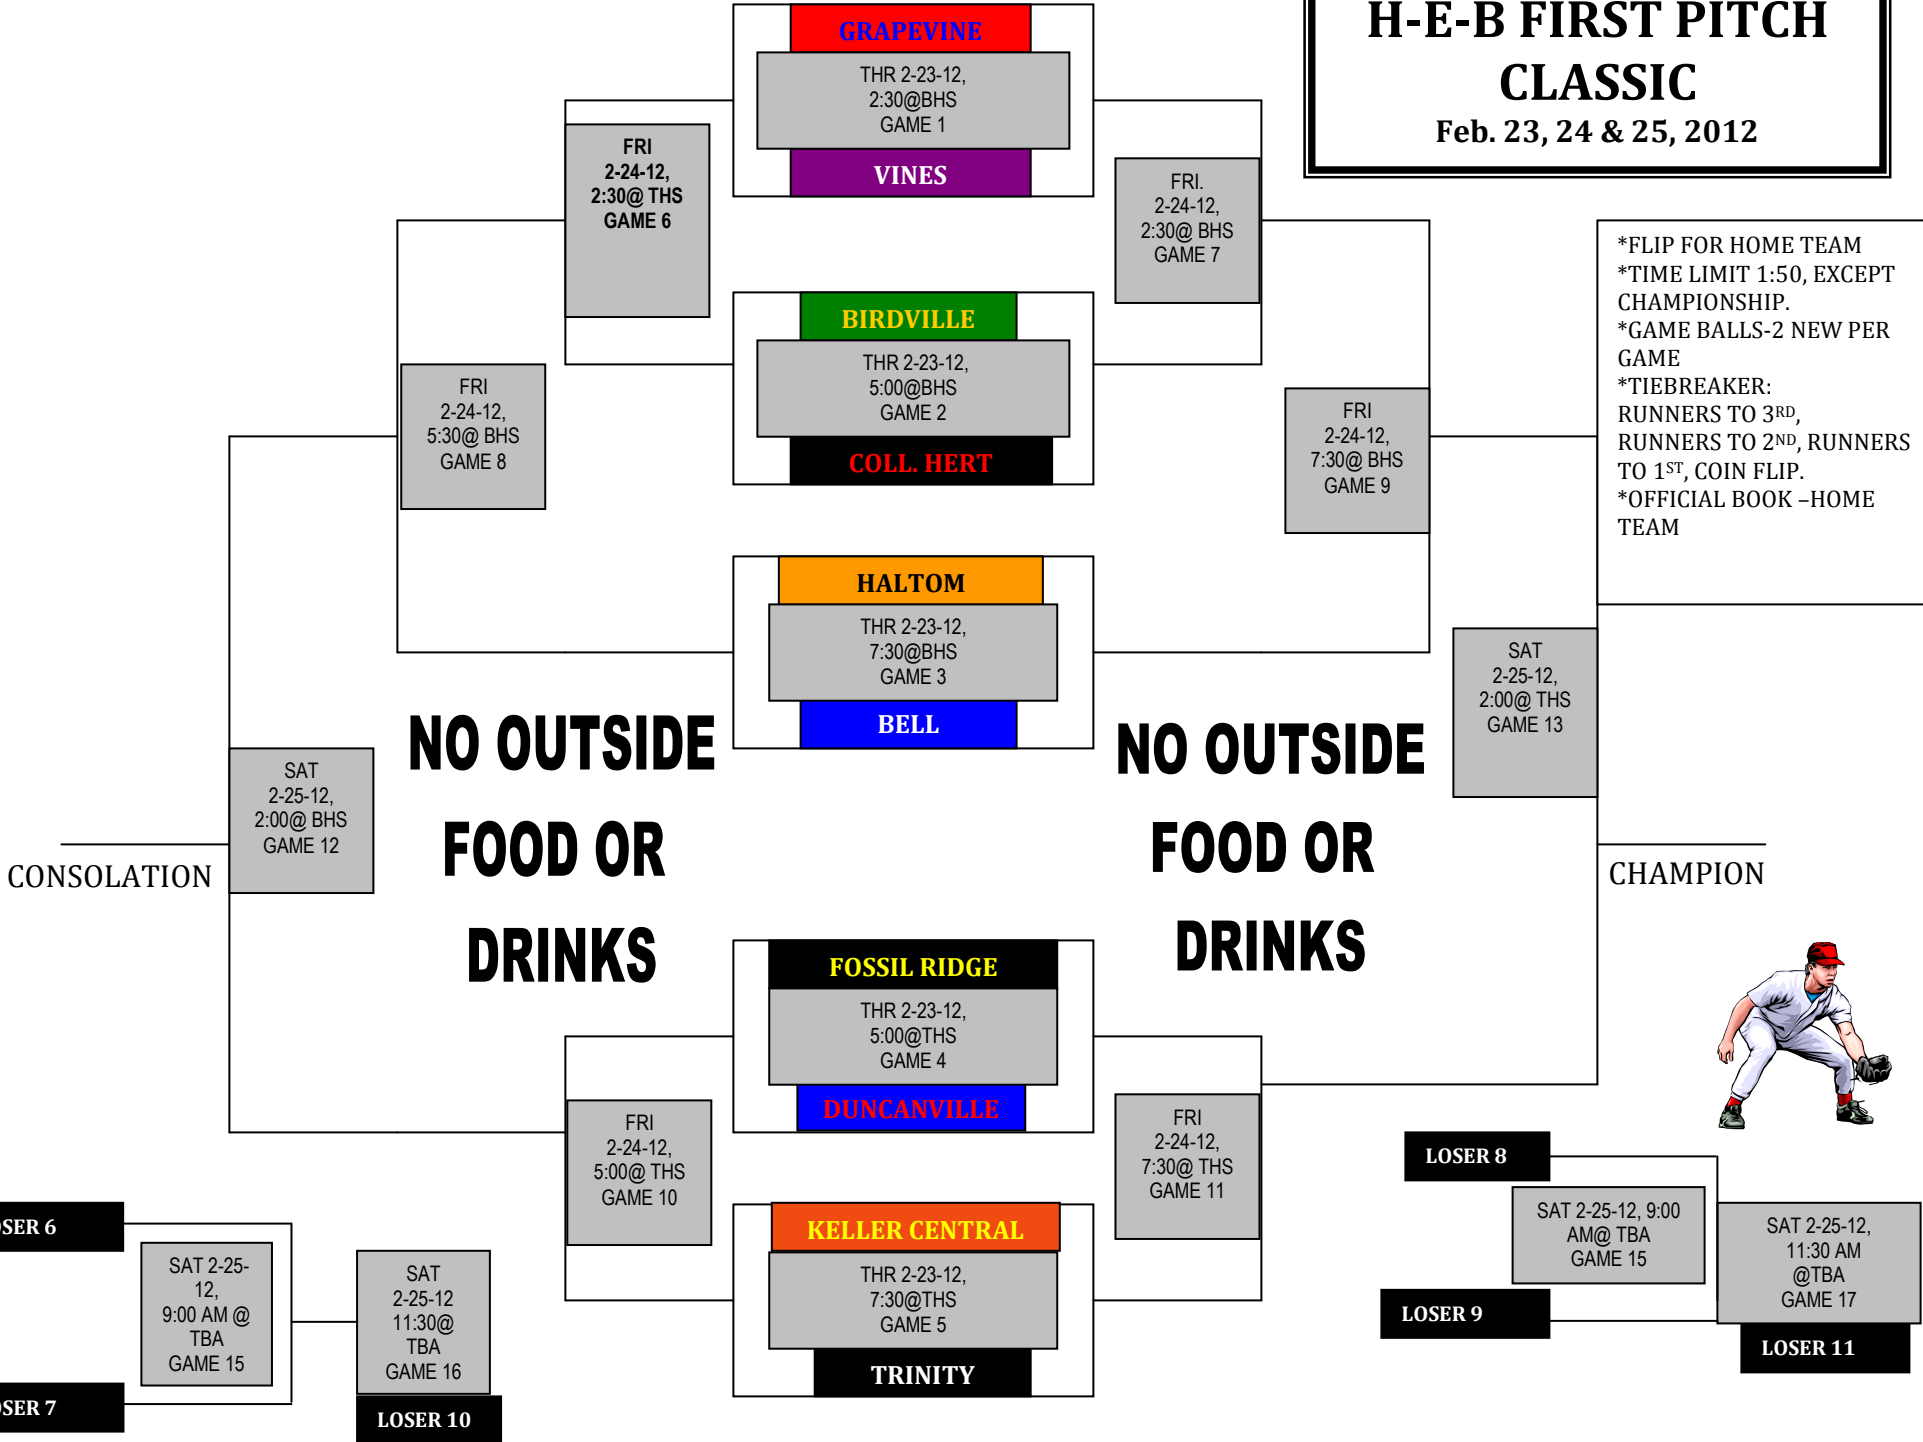 H-E-B FIRST PITCH
CLASSIC
Feb. 23, 24 & 25, 2012
GRAPEVINE
THR 2-23-12,
2:30@BHS
GAME 1
VINES
FRI
2-24-12,
2:30@ THS
GAME 6
FRI.
2-24-12,
2:30@ BHS
GAME 7
*FLIP FOR HOME TEAM
*TIME LIMIT 1:50, EXCEPT
CHAMPIONSHIP.
*GAME BALLS-2 NEW PER
GAME
*TIEBREAKER:
RUNNERS TO 3RD,
RUNNERS TO 2ND, RUNNERS
TO 1ST, COIN FLIP.
*OFFICIAL BOOK –HOME
TEAM
BIRDVILLE
THR 2-23-12,
5:00@BHS
GAME 2
COLL. HERT
FRI
2-24-12,
5:30@ BHS
GAME 8
FRI
2-24-12,
7:30@ BHS
GAME 9
HALTOM
THR 2-23-12,
7:30@BHS
GAME 3
BELL
SAT
2-25-12,
2:00@ THS
GAME 13
NO OUTSIDE
FOOD OR
DRINKS
NO OUTSIDE
FOOD OR
DRINKS
SAT
2-25-12,
2:00@ BHS
GAME 12
CONSOLATION
CHAMPION
FOSSIL RIDGE
THR 2-23-12,
5:00@THS
GAME 4
DUNCANVILLE
FRI
2-24-12,
5:00@ THS
GAME 10
FRI
2-24-12,
7:30@ THS
GAME 11
KELLER CENTRAL
THR 2-23-12,
7:30@THS
GAME 5
TRINITY
LOSER 8
SAT 2-25-12, 9:00
AM@ TBA
GAME 15
LOSER 9
SAT 2-25-12,
11:30 AM
@TBA
GAME 17
LOSER 11
SER 6
SAT 2-25-
12,
9:00 AM @
TBA
GAME 15
SER 7
SAT
2-25-12
11:30@
TBA
GAME 16
LOSER 10